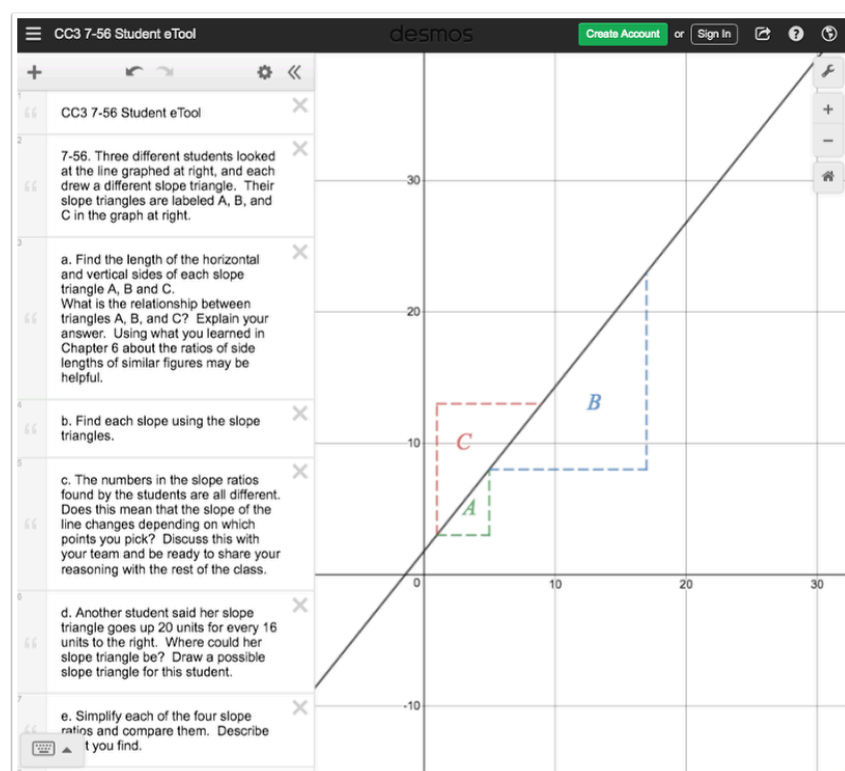 CC3 7-56 Student eTool
desmos
Create Account or Sign In
1
CC3 7-56 Student eTool
2
7-56. Three different students looked
at the line graphed at right, and each
drew a different slope triangle. Their
slope triangles are labeled A, B, and
C in the graph at right.
3
a. Find the length of the horizontal
and vertical sides of each slope
triangle A, B and C.
What is the relationship between
triangles A, B, and C? Explain your
answer. Using what you learned in
Chapter 6 about the ratios of side
lengths of similar figures may be
helpful.
4
b. Find each slope using the slope
triangles.
5
c. The numbers in the slope ratios
found by the students are all different.
Does this mean that the slope of the
line changes depending on which
points you pick? Discuss this with
your team and be ready to share your
reasoning with the rest of the class.
6
d. Another student said her slope
triangle goes up 20 units for every 16
units to the right. Where could her
slope triangle be? Draw a possible
slope triangle for this student.
7
e. Simplify each of the four slope
ratios and compare them. Describe
t you find.
30
20
B
10
C
A
0
10
20
30
-10